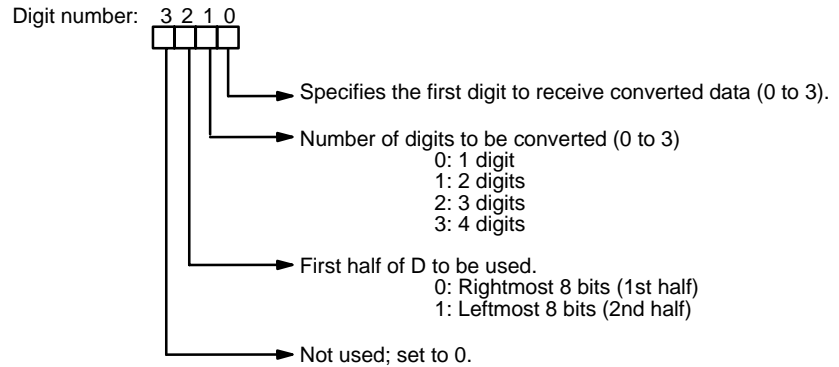 Digit number: 3 2 1 0
Specifies the first digit to receive converted data (0 to 3).
Number of digits to be converted (0 to 3)
0: 1 digit
1: 2 digits
2: 3 digits
3: 4 digits
First half of D to be used.
0: Rightmost 8 bits (1st half)
1: Leftmost 8 bits (2nd half)
Not used; set to 0.